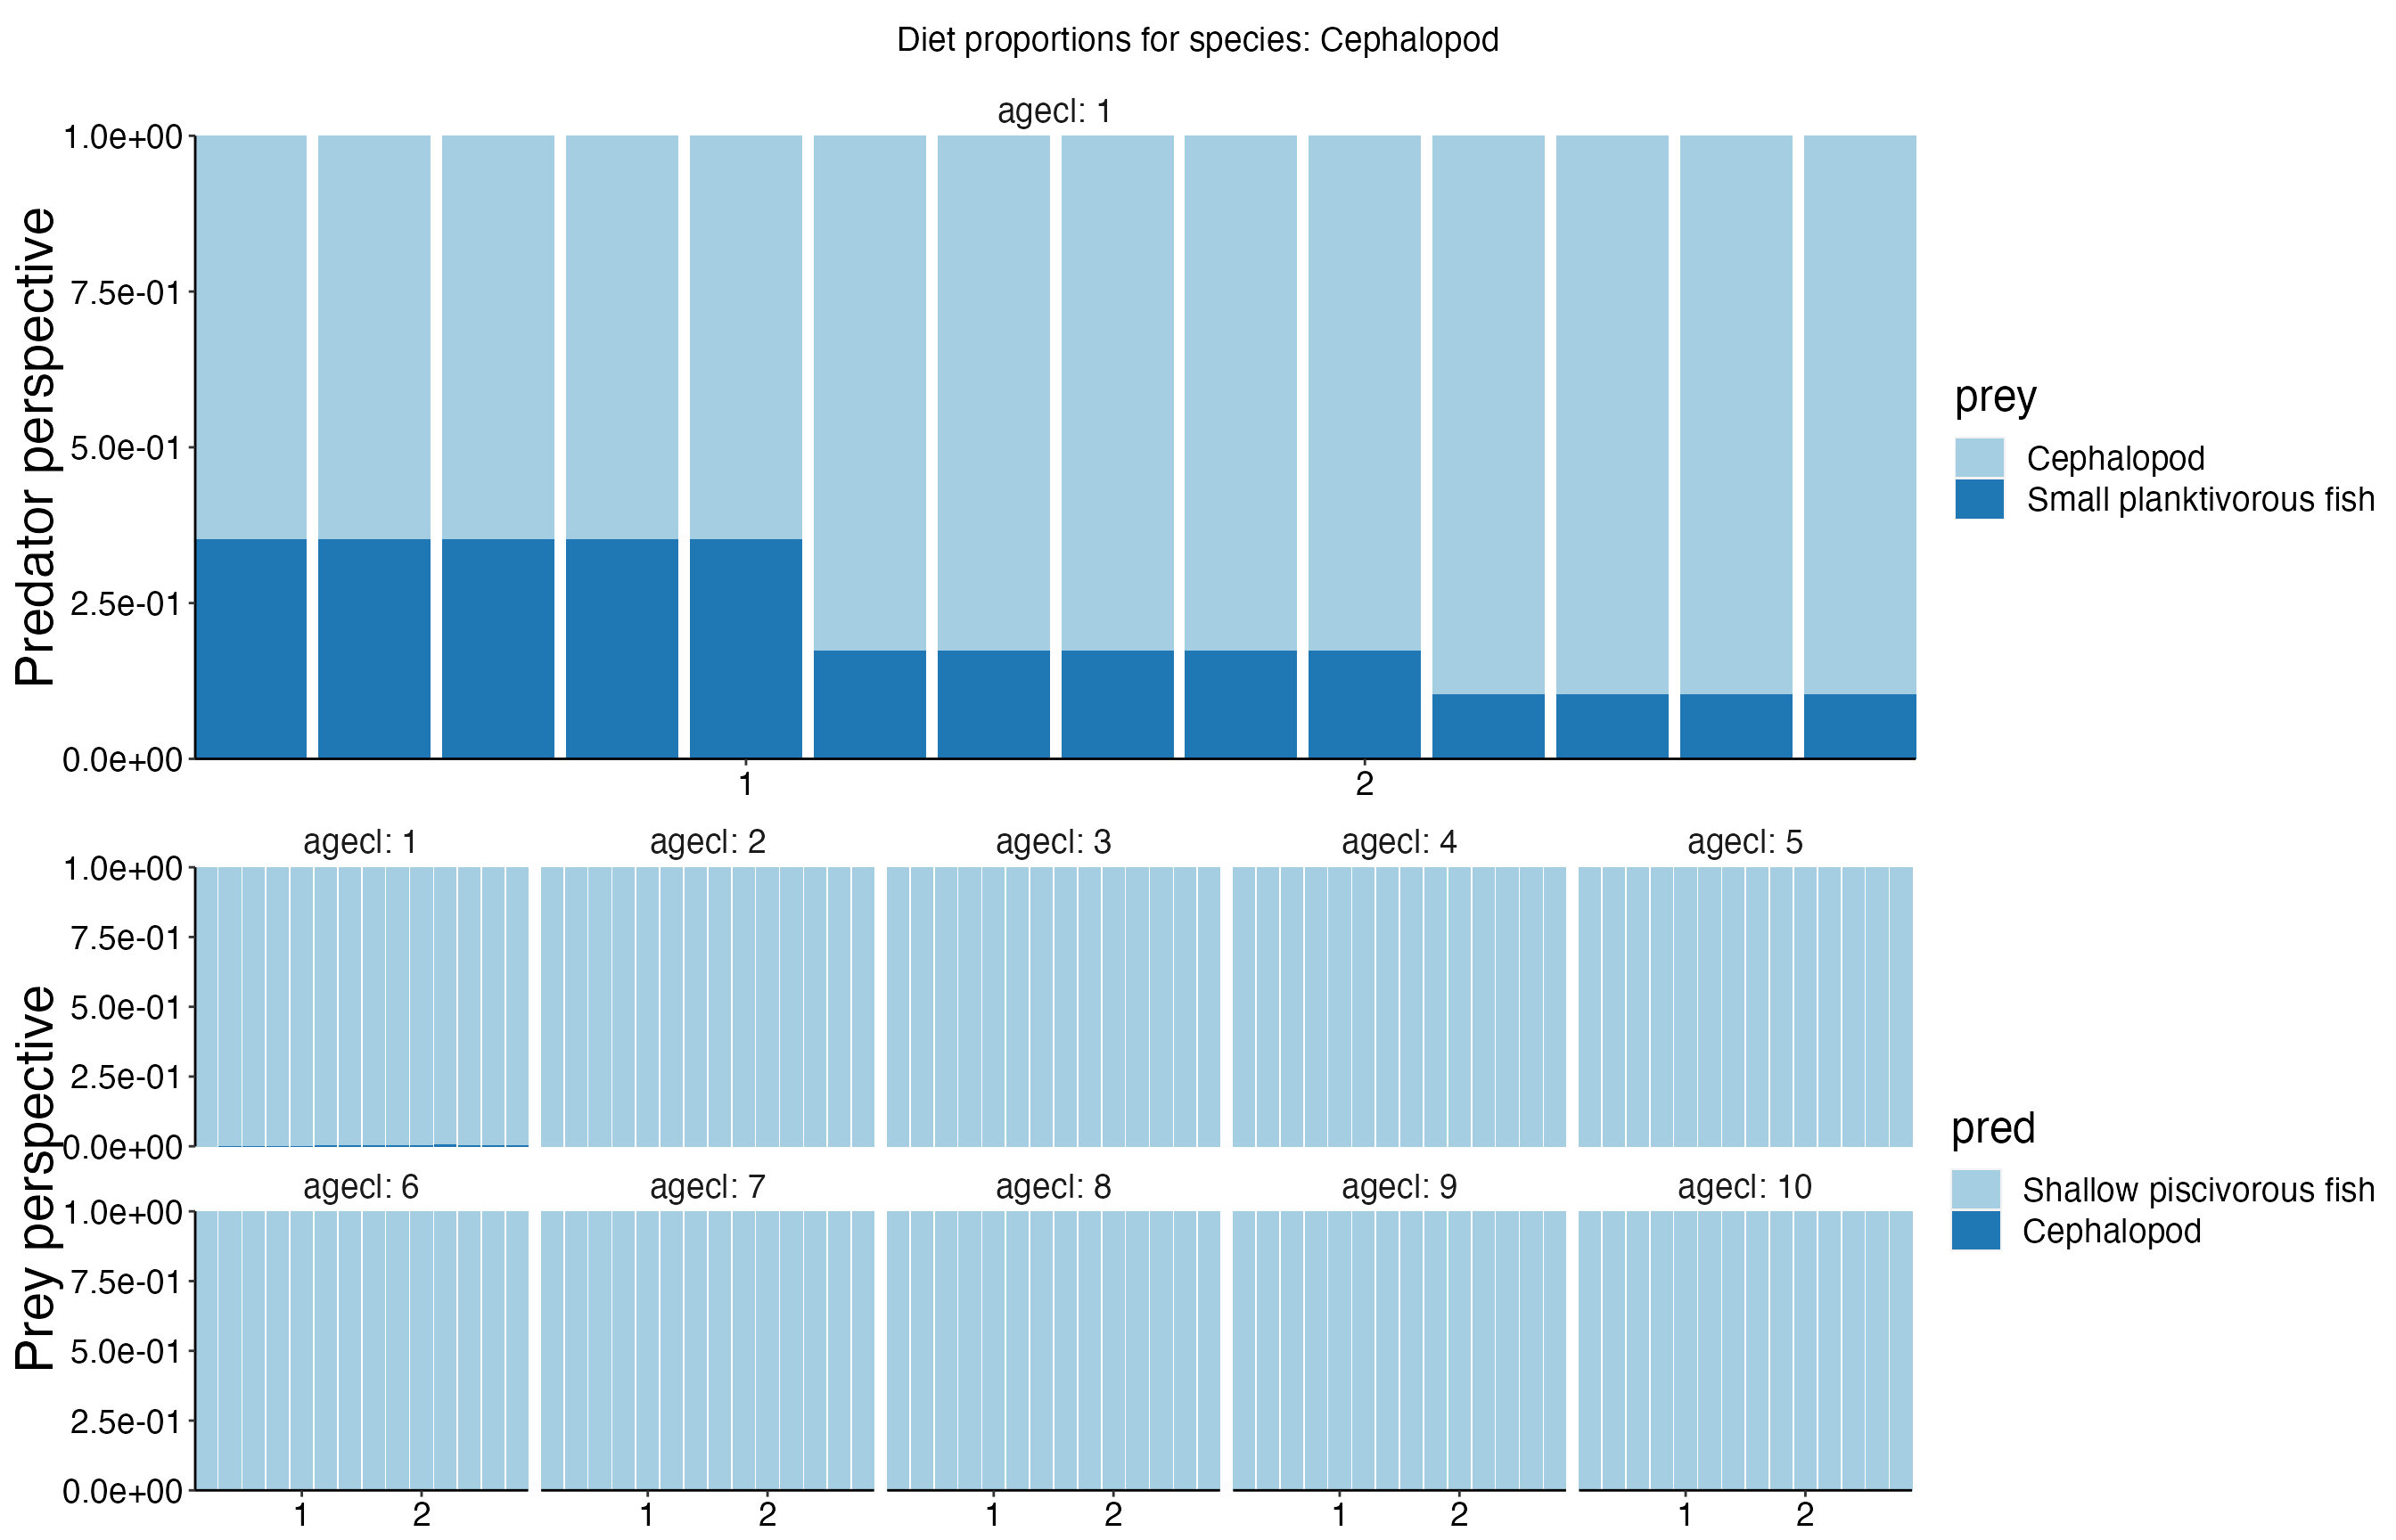 Diet proportions for species: Cephalopod
Predator perspective
agecl: 1
1.0e+00
7.5e-01
5.0e-01
2.5e-01
0.0e+00
1 2
prey
Cephalopod
Small planktivorous fish
Prey perspective
agecl: 1 agecl: 2 agecl: 3 agecl: 4 agecl: 5
1.0e+00
7.5e-01
5.0e-01
2.5e-01
0.0e+00
agecl: 6 agecl: 7 agecl: 8 agecl: 9 agecl: 10
1.0e+00
7.5e-01
5.0e-01
2.5e-01
0.0e+00
1 2 1 2 1 2 1 2 1 2
pred
Shallow piscivorous fish
Cephalopod